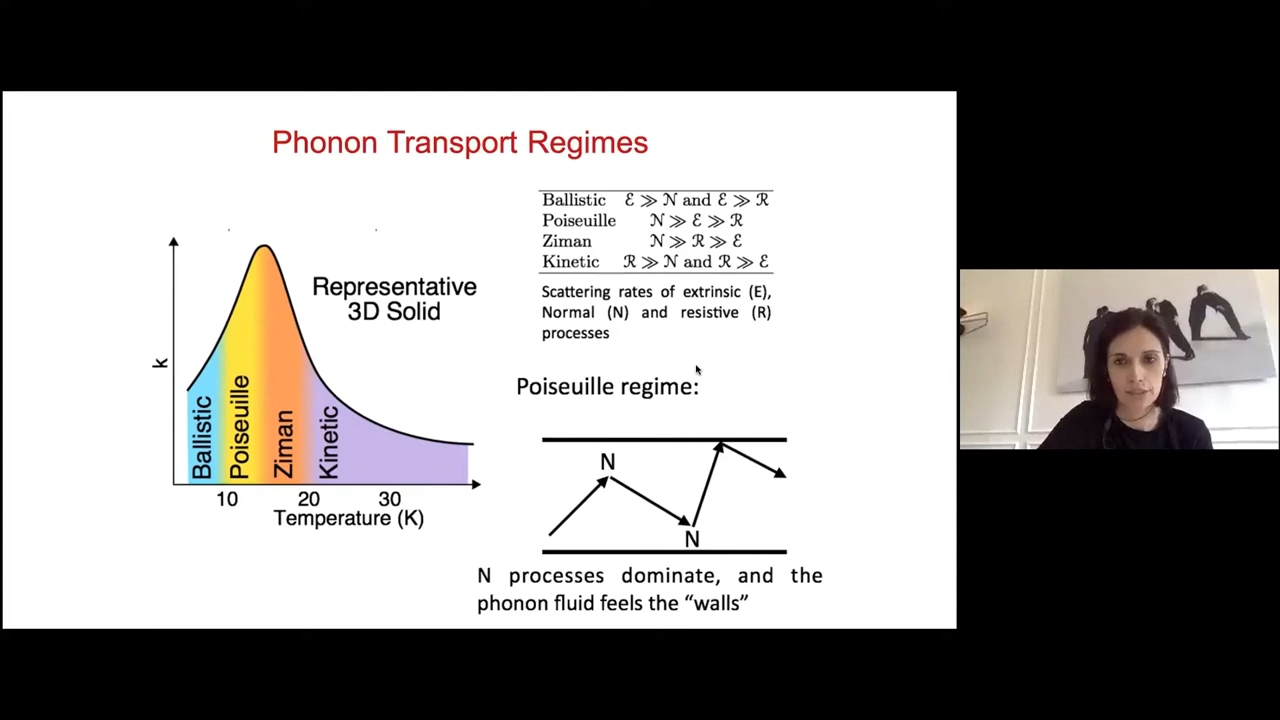 Phonon Transport Regimes
k
Representative
3D Solid
Ballistic
Poiseuille
Ziman
Kinetic
10 20 30
Temperature (K)
Ballistic ℰ ≫ 𝒩 and ℰ ≫ ℛ
Poiseuille 𝒩 ≫ ℰ ≫ ℛ
Ziman 𝒩 ≫ ℛ ≫ ℰ
Kinetic ℛ ≫ 𝒩 and ℛ ≫ ℰ
Scattering rates of extrinsic (E),
Normal (N) and resistive (R)
processes
Poiseuille regime:
N
N
N processes dominate, and the
phonon fluid feels the “walls”